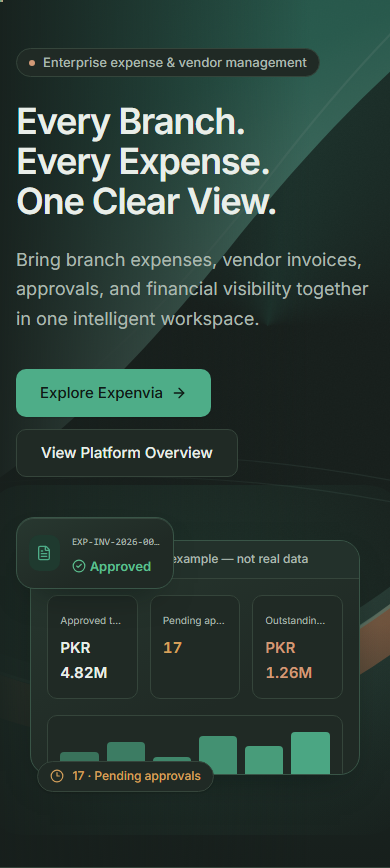 Enterprise expense & vendor management
Every Branch.
Every Expense.
One Clear View.
Bring branch expenses, vendor invoices,
approvals, and financial visibility together
in one intelligent workspace.
Explore Expenvia →
View Platform Overview
EXP-INV-2026-00…
Approved
example — not real data
Approved t…
Pending ap…
Outstandin…
PKR
4.82M
17
PKR
1.26M
17 · Pending approvals